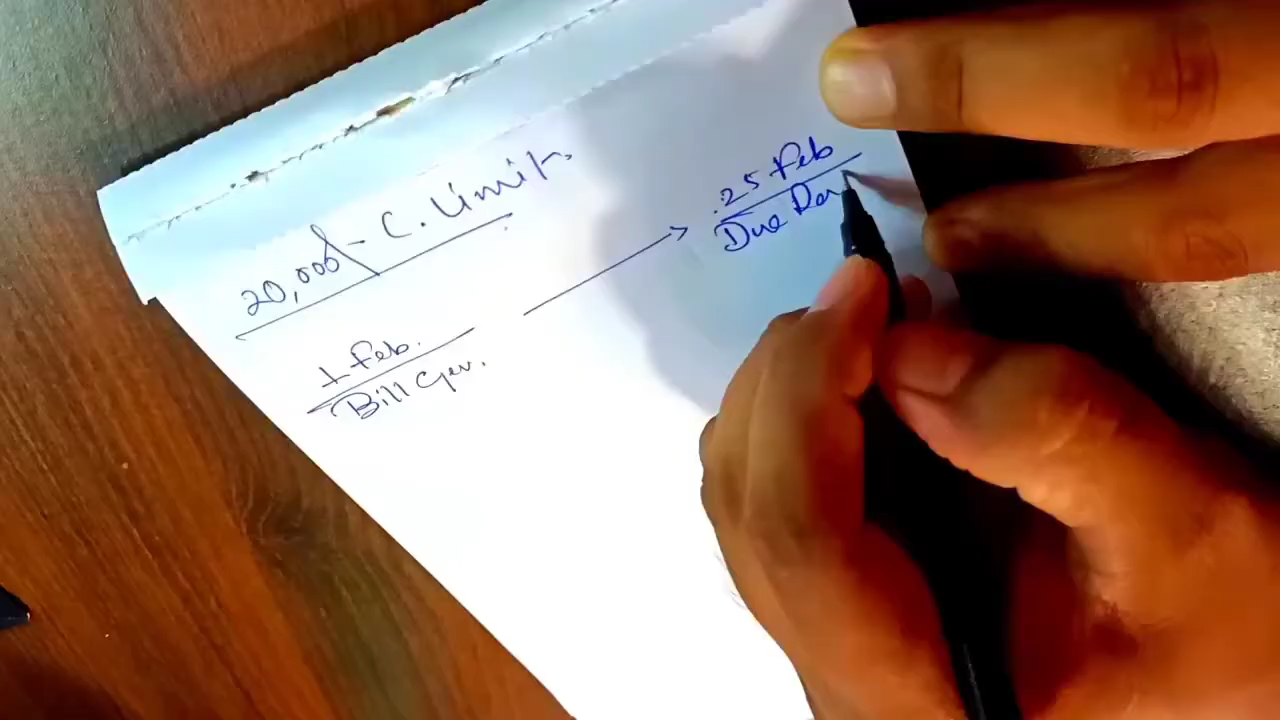 20,000/- C. Limit.
1 Feb.
Bill Gen.
25 Feb
Due Da